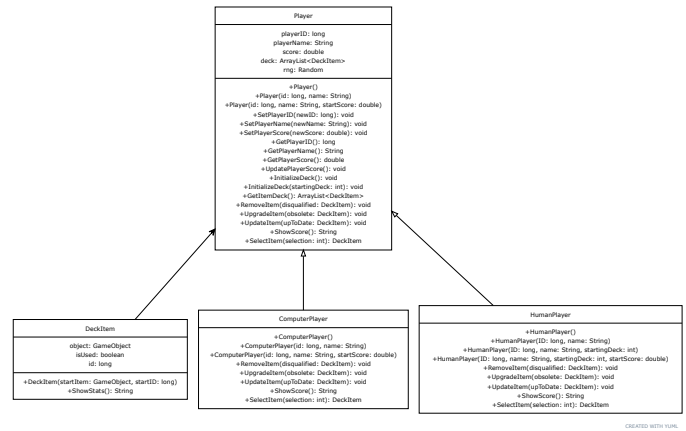 Player
playerID: long
playerName: String
score: double
deck: ArrayList<DeckItem>
rng: Random
+Player()
+Player(id: long, name: String)
+Player(id: long, name: String, startScore: double)
+SetPlayerID(newID: long): void
+SetPlayerName(newName: String): void
+SetPlayerScore(newScore: double): void
+GetPlayerID(): long
+GetPlayerName(): String
+GetPlayerScore(): double
+UpdatePlayerScore(): void
+InitializeDeck(): void
+InitializeDeck(startingDeck: int): void
+GetItemDeck(): ArrayList<DeckItem>
+RemoveItem(disqualified: DeckItem): void
+UpgradeItem(obsolete: DeckItem): void
+UpdateItem(upToDate: DeckItem): void
+ShowScore(): String
+SelectItem(selection: int): DeckItem
DeckItem
object: GameObject
isUsed: boolean
id: long
+DeckItem(startItem: GameObject, startID: long)
+ShowStats(): String
ComputerPlayer
+ComputerPlayer()
+ComputerPlayer(id: long, name: String)
+ComputerPlayer(id: long, name: String, startScore: double)
+RemoveItem(disqualified: DeckItem): void
+UpgradeItem(obsolete: DeckItem): void
+UpdateItem(upToDate: DeckItem): void
+ShowScore(): String
+SelectItem(selection: int): DeckItem
HumanPlayer
+HumanPlayer()
+HumanPlayer(ID: long, name: String)
+HumanPlayer(ID: long, name: String, startingDeck: int)
+HumanPlayer(ID: long, name: String, startingDeck: int, startScore: double)
+RemoveItem(disqualified: DeckItem): void
+UpgradeItem(obsolete: DeckItem): void
+UpdateItem(upToDate: DeckItem): void
+ShowScore(): String
+SelectItem(selection: int): DeckItem
CREATED WITH YUML